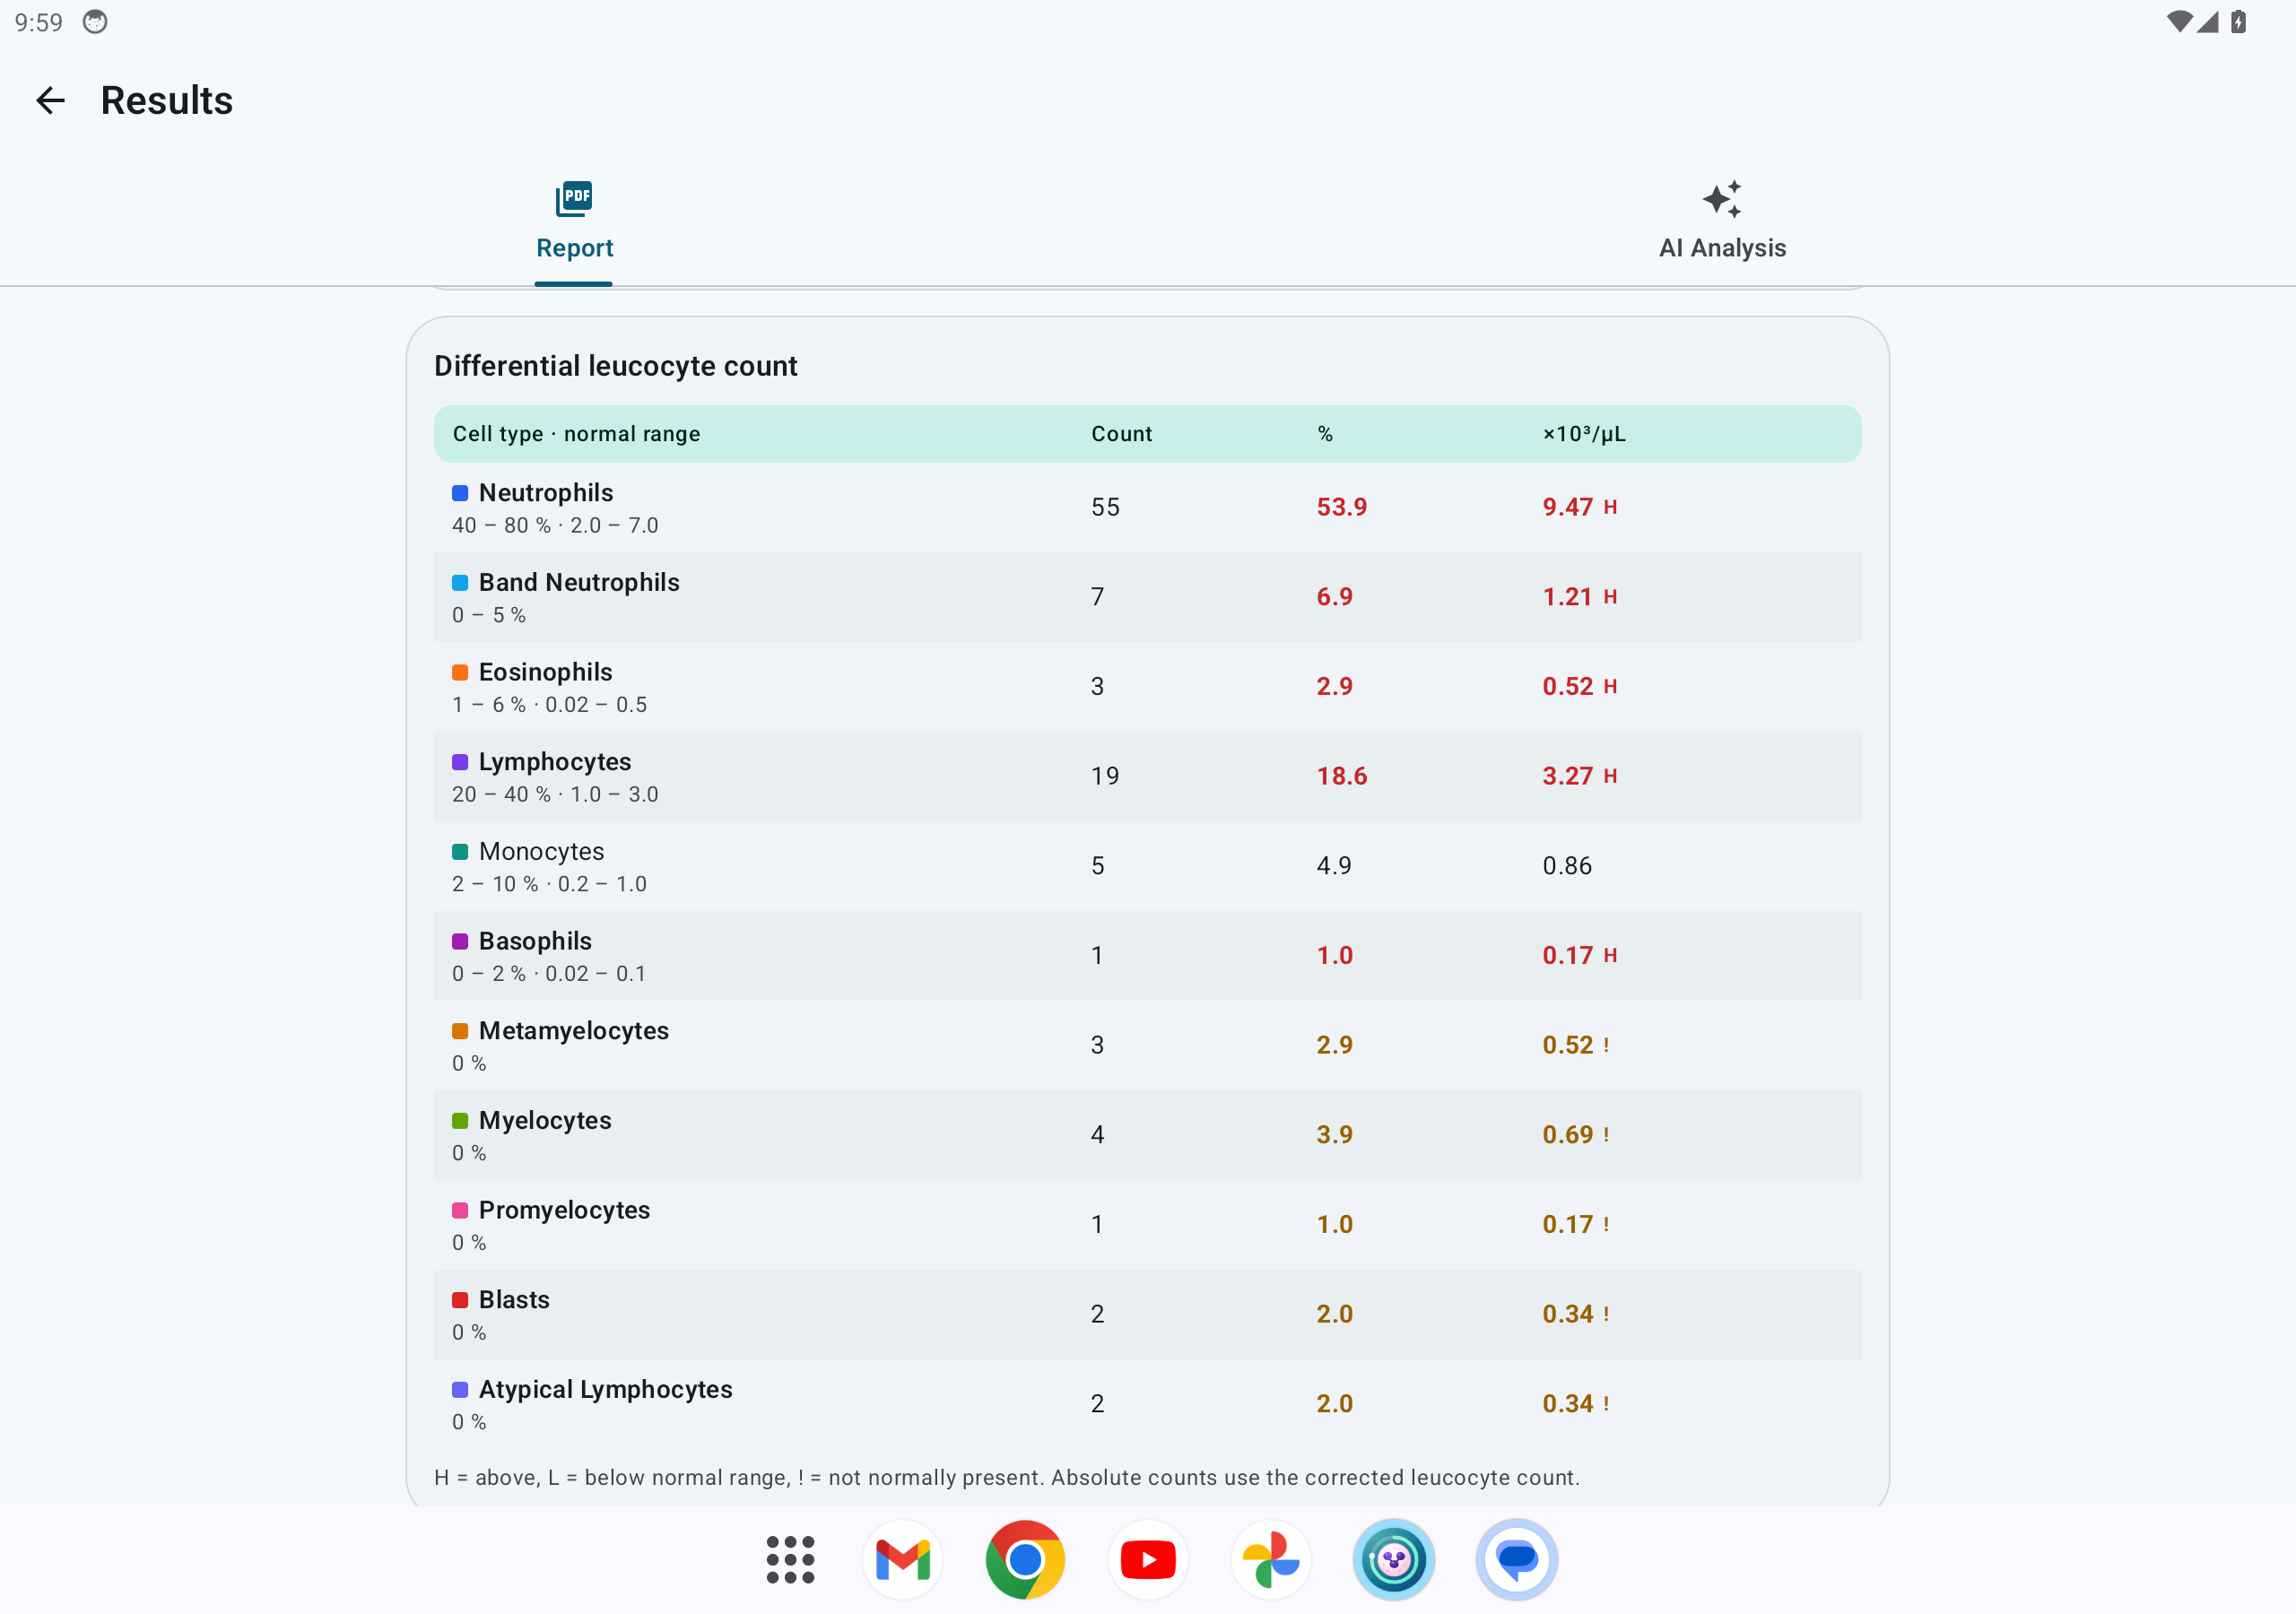 9:59
Results
PDF
Report
AI Analysis
Differential leucocyte count
Cell type · normal range Count % ×10³/µL
Neutrophils
40 – 80 % · 2.0 – 7.0
55 53.9 9.47 H
Band Neutrophils
0 – 5 %
7 6.9 1.21 H
Eosinophils
1 – 6 % · 0.02 – 0.5
3 2.9 0.52 H
Lymphocytes
20 – 40 % · 1.0 – 3.0
19 18.6 3.27 H
Monocytes
2 – 10 % · 0.2 – 1.0
5 4.9 0.86
Basophils
0 – 2 % · 0.02 – 0.1
1 1.0 0.17 H
Metamyelocytes
0 %
3 2.9 0.52 !
Myelocytes
0 %
4 3.9 0.69 !
Promyelocytes
0 %
1 1.0 0.17 !
Blasts
0 %
2 2.0 0.34 !
Atypical Lymphocytes
0 %
2 2.0 0.34 !
H = above, L = below normal range, ! = not normally present. Absolute counts use the corrected leucocyte count.